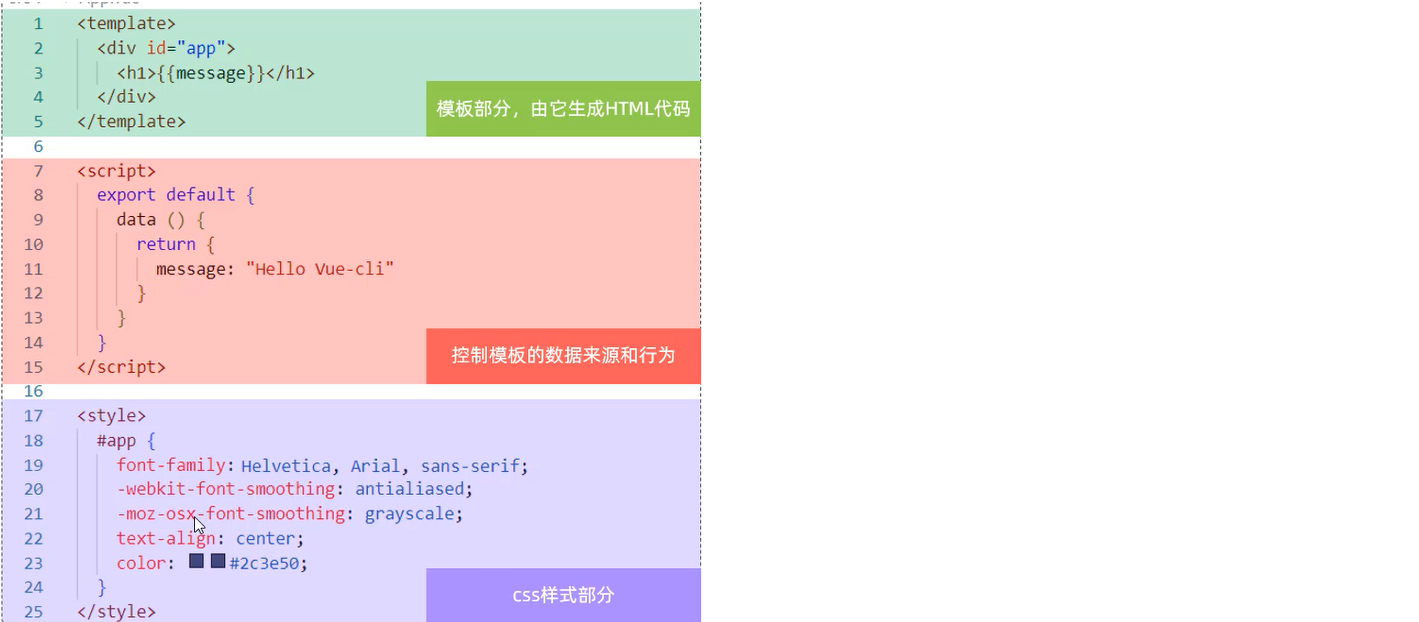 1 <template>
2 <div id="app">
3 <h1>{{message}}</h1>
4 </div>
模板部分，由它生成HTML代码
5 </template>
6
7 <script>
8 export default {
9 data () {
10 return {
11 message: "Hello Vue-cli"
12 }
13 }
14 }
控制模板的数据来源和行为
15 </script>
16
17 <style>
18 #app {
19 font-family: Helvetica, Arial, sans-serif;
20 -webkit-font-smoothing: antialiased;
21 -moz-osx-font-smoothing: grayscale;
22 text-align: center;
23 color: #2c3e50;
24 }
css样式部分
25 </style>